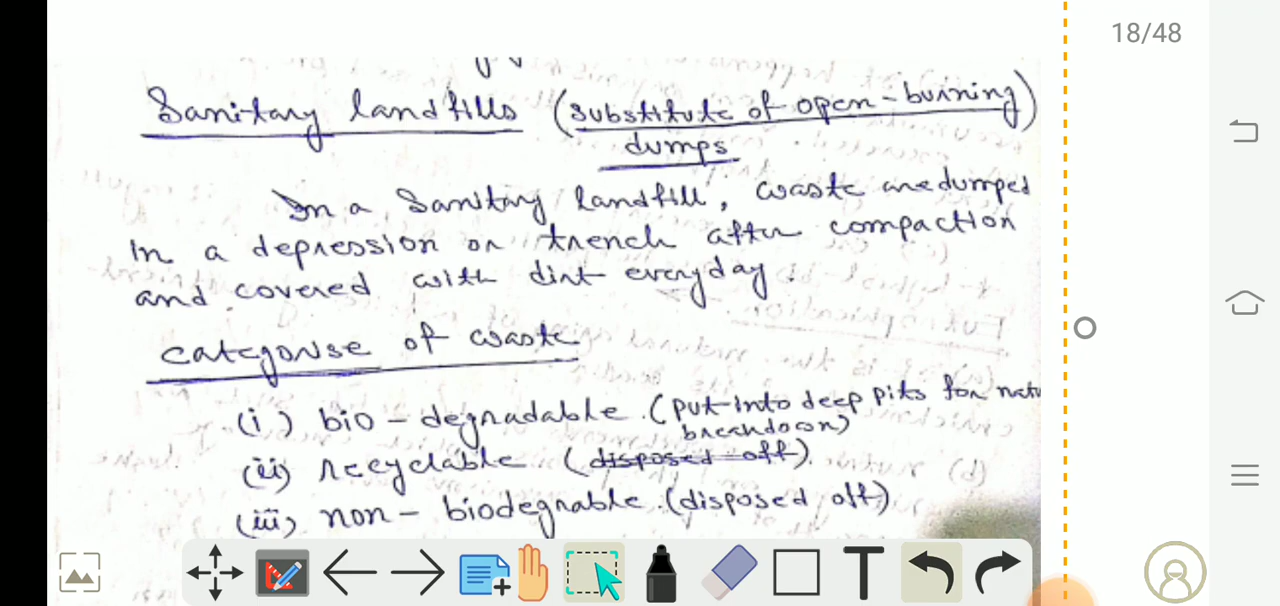 18/48
Sanitary landfills (substitute of open-burning)
dumps
In a Sanitary landfill, waste are dumped
in a depression or trench after compaction
and covered with dirt everyday.
categorise of waste
(i) bio-degradable. (put into deep pits for natu
breakdown)
(ii) recyclable. (disposed off).
(iii) non-biodegnable. (disposed off)
T